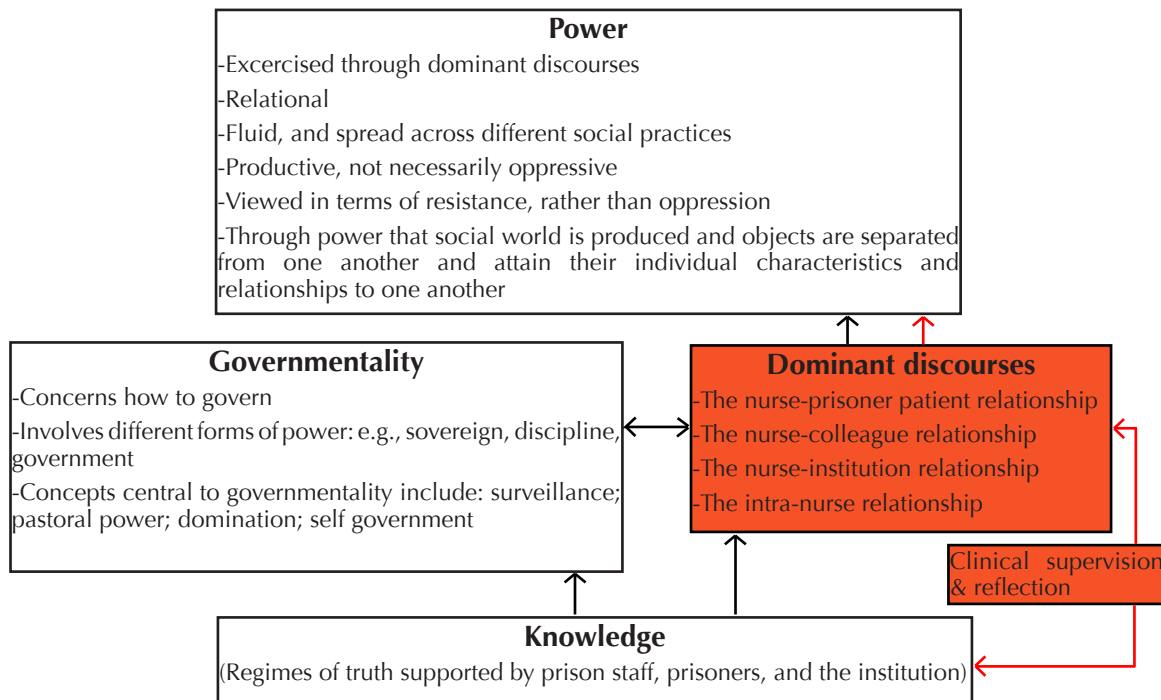 Power
-Excercised through dominant discourses
-Relational
-Fluid, and spread across different social practices
-Productive, not necessarily oppressive
-Viewed in terms of resistance, rather than oppression
-Through power that social world is produced and objects are separated
from one another and attain their individual characteristics and
relationships to one another
Governmentality
-Concerns how to govern
-Involves different forms of power: e.g., sovereign, discipline,
government
-Concepts central to governmentality include: surveillance;
pastoral power; domination; self government
Dominant discourses
-The nurse-prisoner patient relationship
-The nurse-colleague relationship
-The nurse-institution relationship
-The intra-nurse relationship
Clinical supervision
& reflection
Knowledge
(Regimes of truth supported by prison staff, prisoners, and the institution)